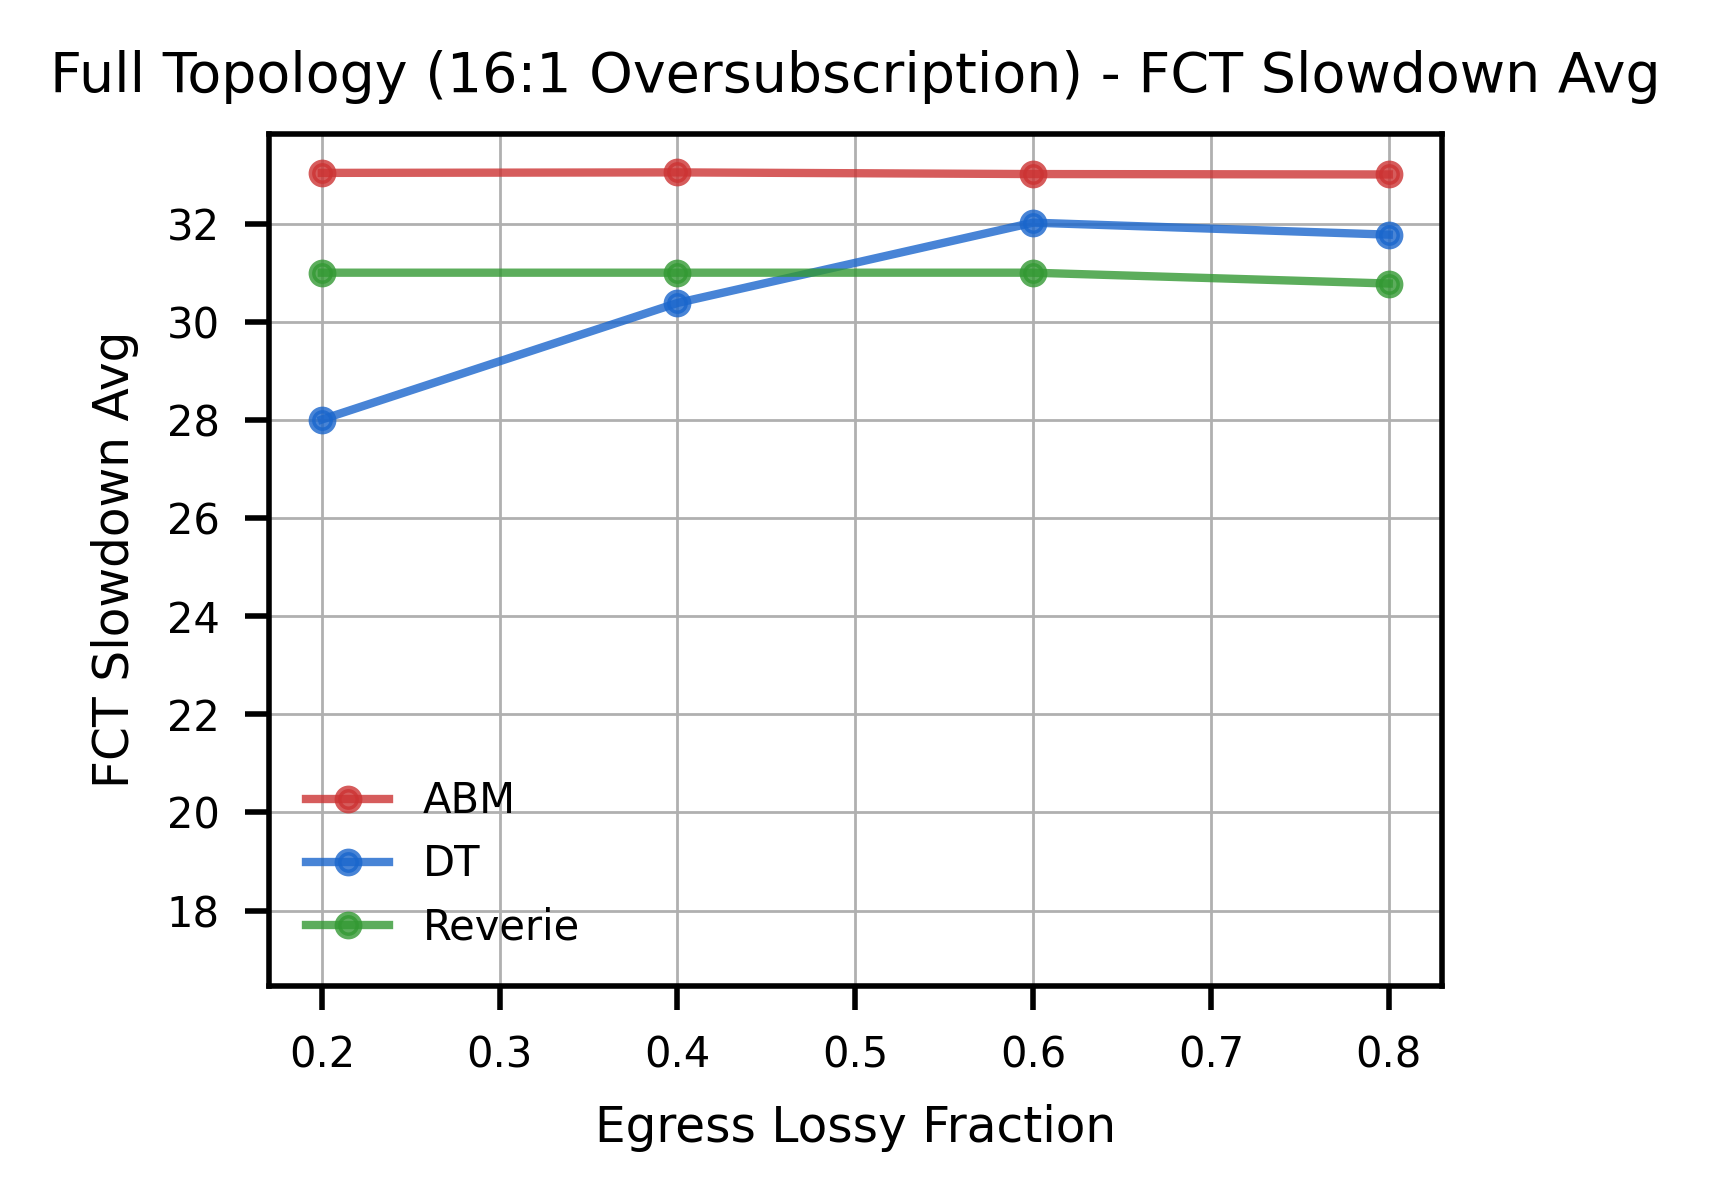 Full Topology (16:1 Oversubscription) - FCT Slowdown Avg
FCT Slowdown Avg
32
30
28
26
24
22
20
18
ABM
DT
Reverie
0.2 0.3 0.4 0.5 0.6 0.7 0.8
Egress Lossy Fraction